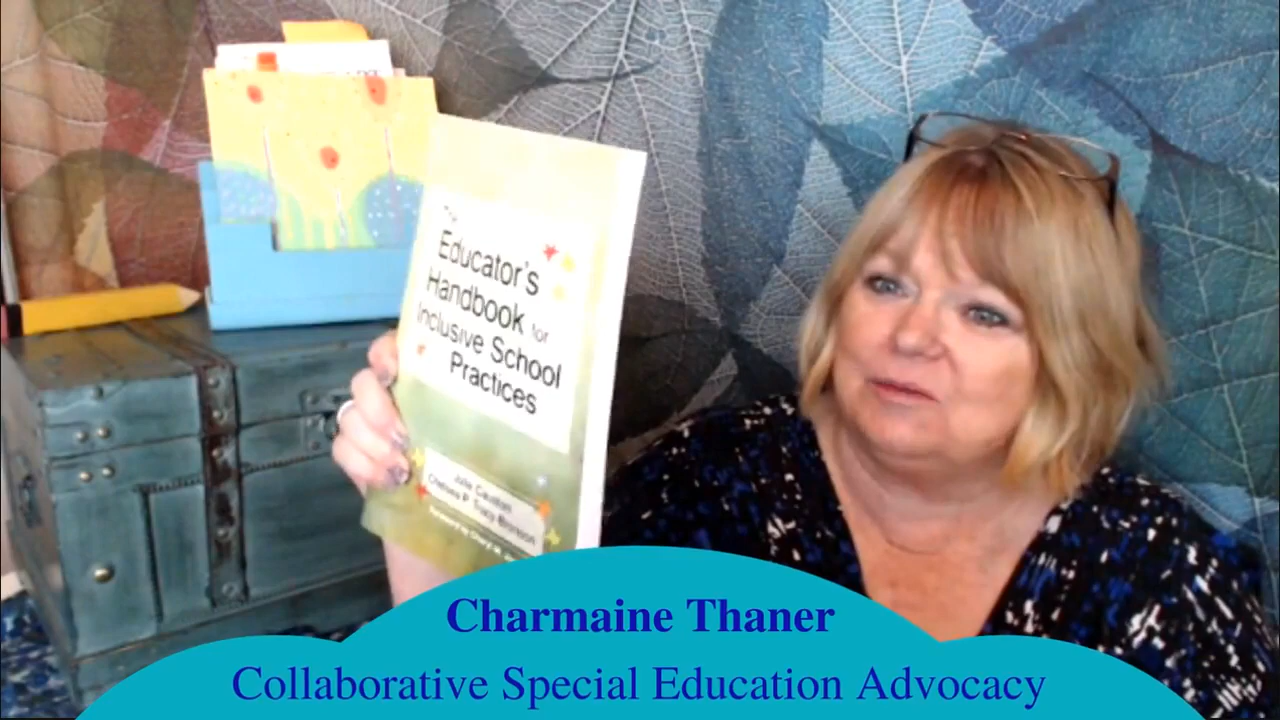 The
Educator's
Handbook for
Inclusive School
Practices
Julie Causton
Chelsea P. Tracy-Bronson
Charmaine Thaner
Collaborative Special Education Advocacy